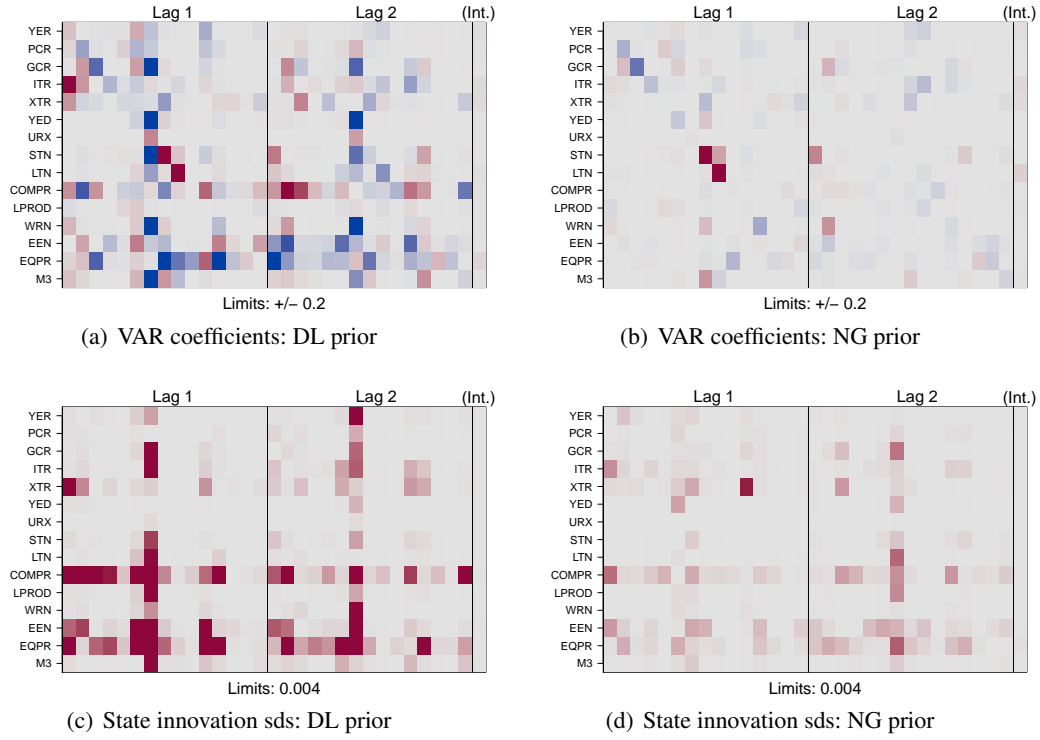 Lag 1 Lag 2 (Int.)
YER
PCR
GCR
ITR
XTR
YED
URX
STN
LTN
COMPR
LPROD
WRN
EEN
EQPR
M3
Limits: +/− 0.2
(a) VAR coefficients: DL prior
Lag 1 Lag 2 (Int.)
YER
PCR
GCR
ITR
XTR
YED
URX
STN
LTN
COMPR
LPROD
WRN
EEN
EQPR
M3
Limits: +/− 0.2
(b) VAR coefficients: NG prior
Lag 1 Lag 2 (Int.)
YER
PCR
GCR
ITR
XTR
YED
URX
STN
LTN
COMPR
LPROD
WRN
EEN
EQPR
M3
Limits: 0.004
(c) State innovation sds: DL prior
Lag 1 Lag 2 (Int.)
YER
PCR
GCR
ITR
XTR
YED
URX
STN
LTN
COMPR
LPROD
WRN
EEN
EQPR
M3
Limits: 0.004
(d) State innovation sds: NG prior